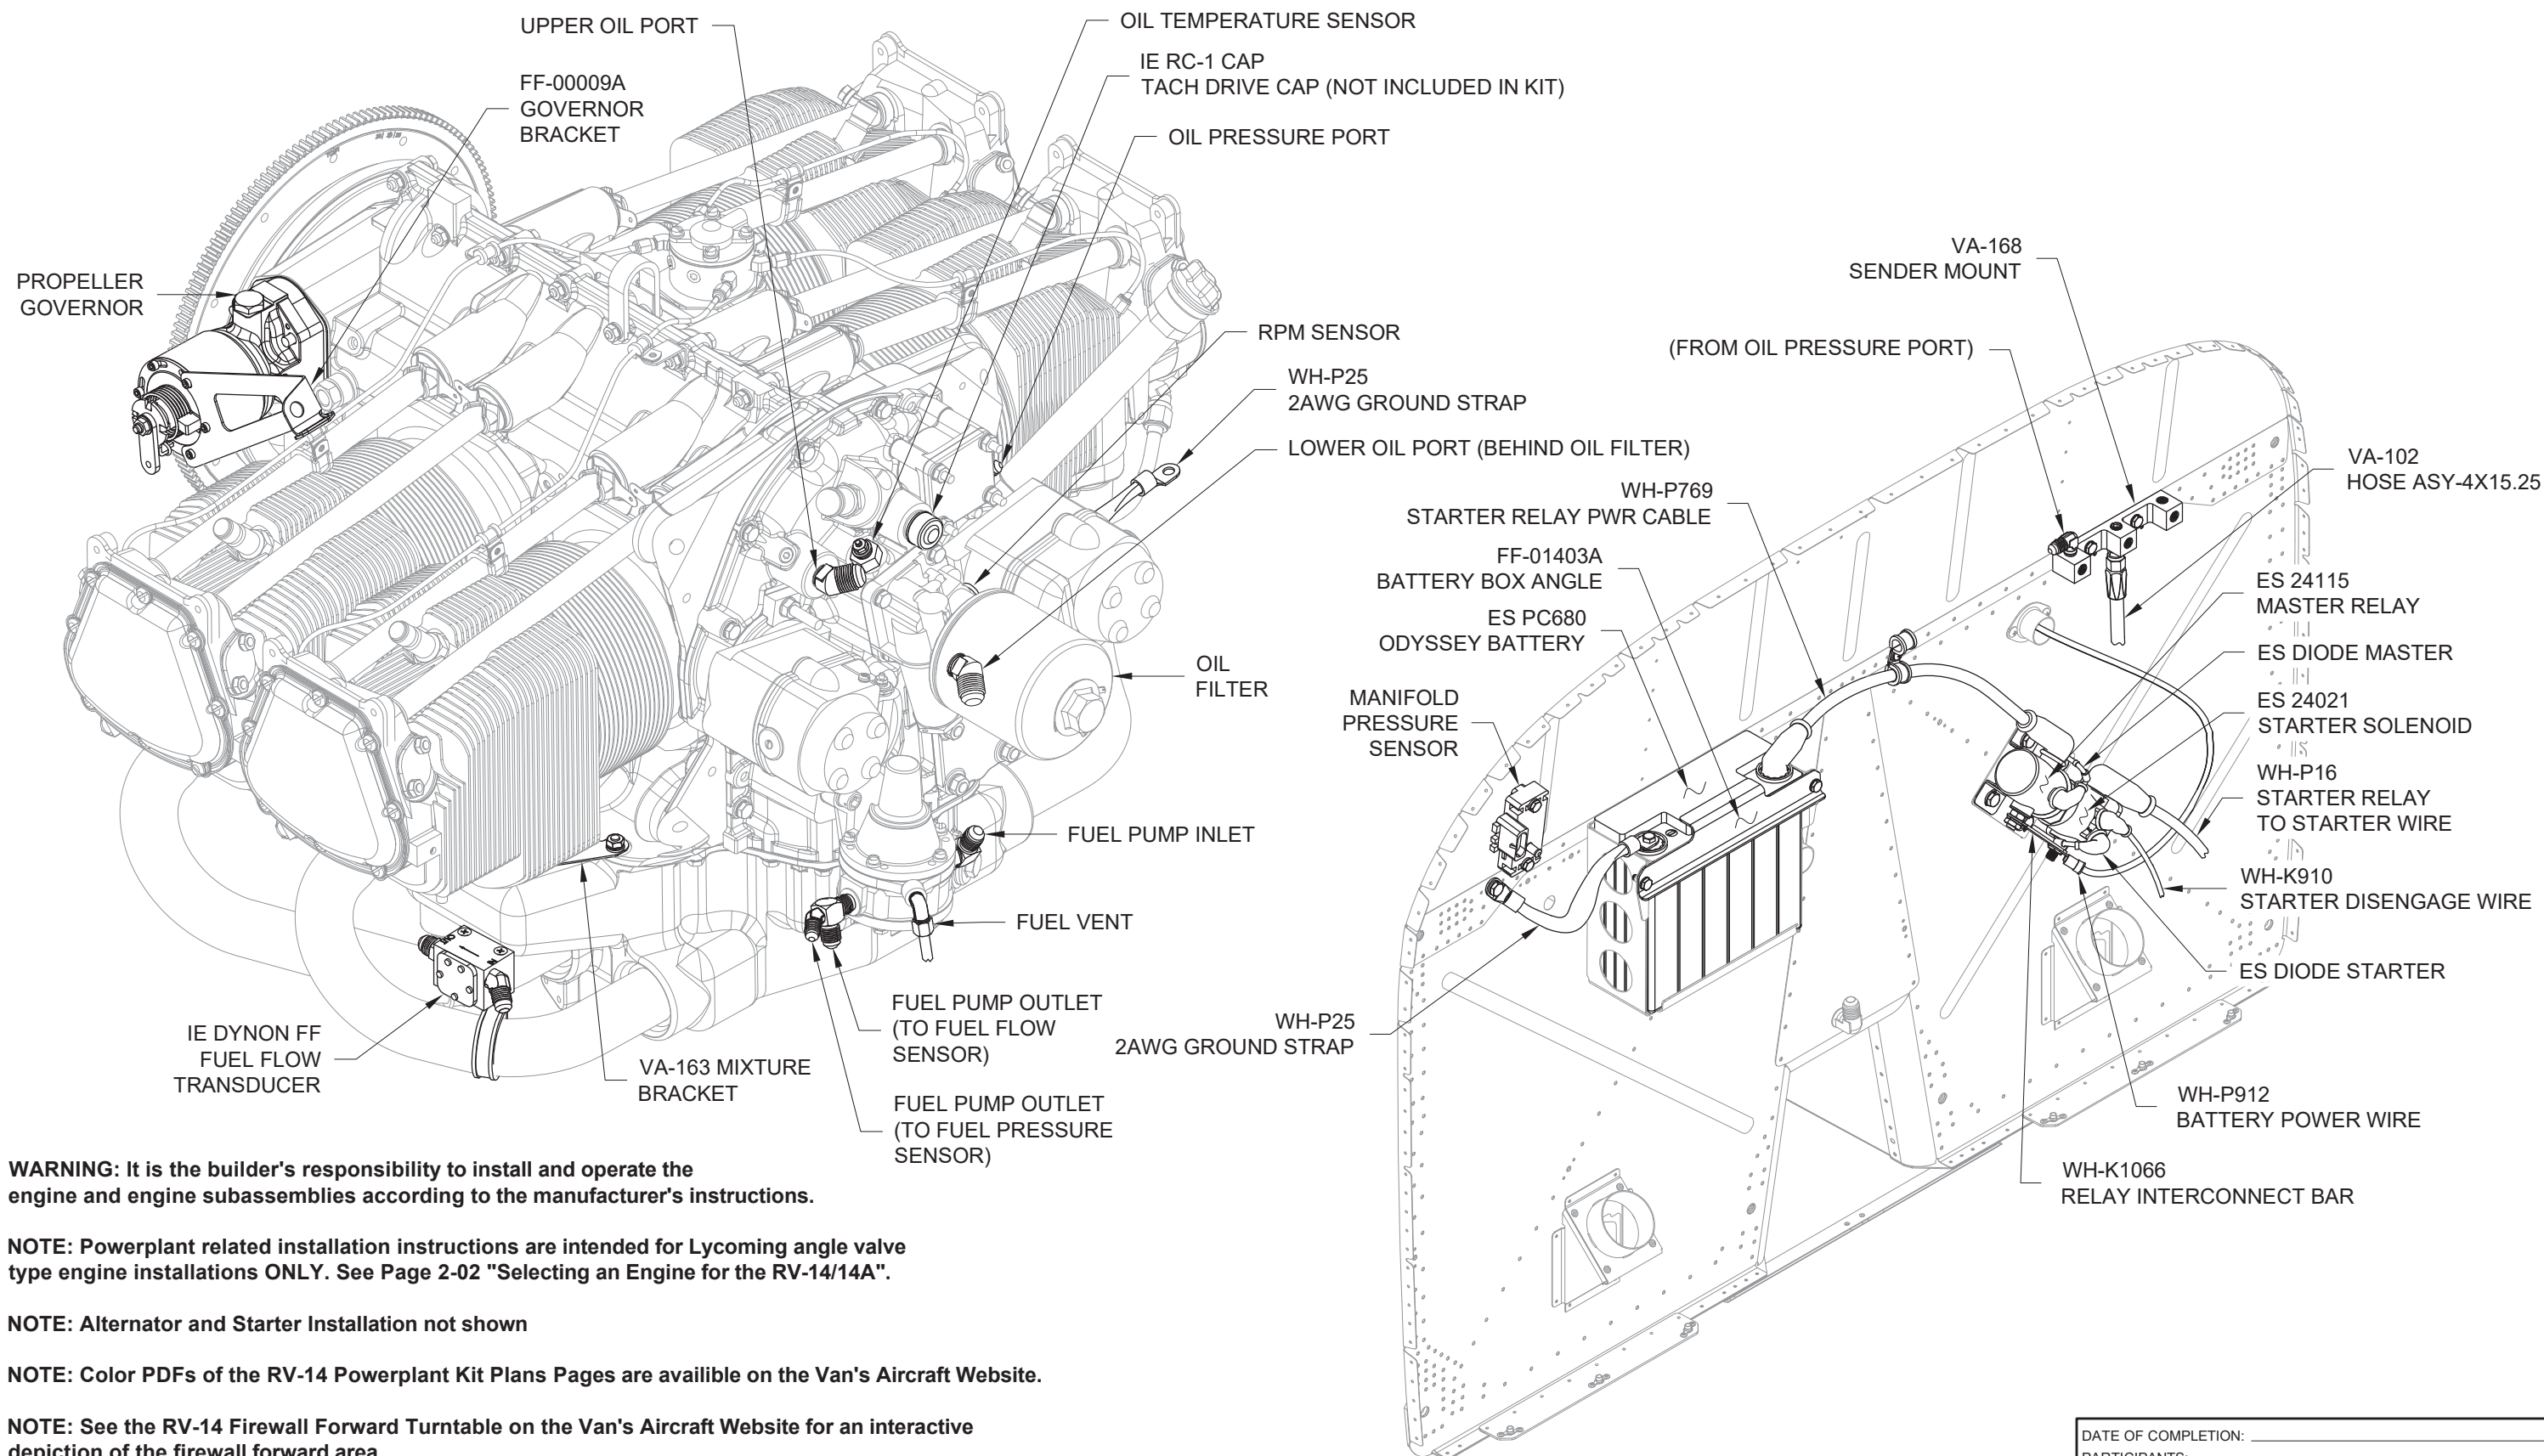 UPPER OIL PORT
OIL TEMPERATURE SENSOR
FF-00009A
GOVERNOR
BRACKET
IE RC-1 CAP
TACH DRIVE CAP (NOT INCLUDED IN KIT)
OIL PRESSURE PORT
PROPELLER
GOVERNOR
RPM SENSOR
WH-P25
2AWG GROUND STRAP
LOWER OIL PORT (BEHIND OIL FILTER)
OIL
FILTER
FUEL PUMP INLET
FUEL VENT
FUEL PUMP OUTLET
(TO FUEL FLOW
SENSOR)
FUEL PUMP OUTLET
(TO FUEL PRESSURE
SENSOR)
VA-163 MIXTURE
BRACKET
IE DYNON FF
FUEL FLOW
TRANSDUCER
VA-168
SENDER MOUNT
(FROM OIL PRESSURE PORT)
VA-102
HOSE ASY-4X15.25
WH-P769
STARTER RELAY PWR CABLE
FF-01403A
BATTERY BOX ANGLE
ES PC680
ODYSSEY BATTERY
MANIFOLD
PRESSURE
SENSOR
WH-P25
2AWG GROUND STRAP
ES 24115
MASTER RELAY
ES DIODE MASTER
ES 24021
STARTER SOLENOID
WH-P16
STARTER RELAY
TO STARTER WIRE
WH-K910
STARTER DISENGAGE WIRE
ES DIODE STARTER
WH-P912
BATTERY POWER WIRE
WH-K1066
RELAY INTERCONNECT BAR
WARNING: It is the builder's responsibility to install and operate the
engine and engine subassemblies according to the manufacturer's instructions.
NOTE: Powerplant related installation instructions are intended for Lycoming angle valve
type engine installations ONLY. See Page 2-02 "Selecting an Engine for the RV-14/14A".
NOTE: Alternator and Starter Installation not shown
NOTE: Color PDFs of the RV-14 Powerplant Kit Plans Pages are availible on the Van's Aircraft Website.
NOTE: See the RV-14 Firewall Forward Turntable on the Van's Aircraft Website for an interactive
depiction of the firewall forward area
DATE OF COMPLETION:
PARTICIPANTS: